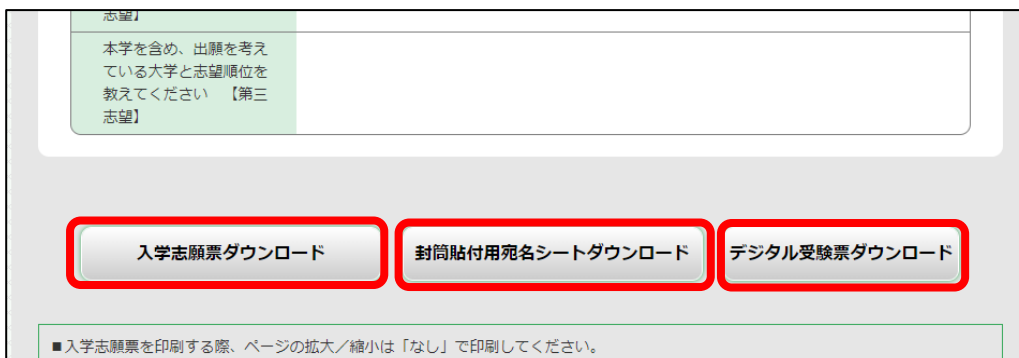 志望】
本学を含め、出願を考え
ている大学と志望順位を
教えてください　【第三
志望】
入学志願票ダウンロード
封筒貼付用宛名シートダウンロード
デジタル受験票ダウンロード
■入学志願票を印刷する際、ページの拡大／縮小は「なし」で印刷してください。